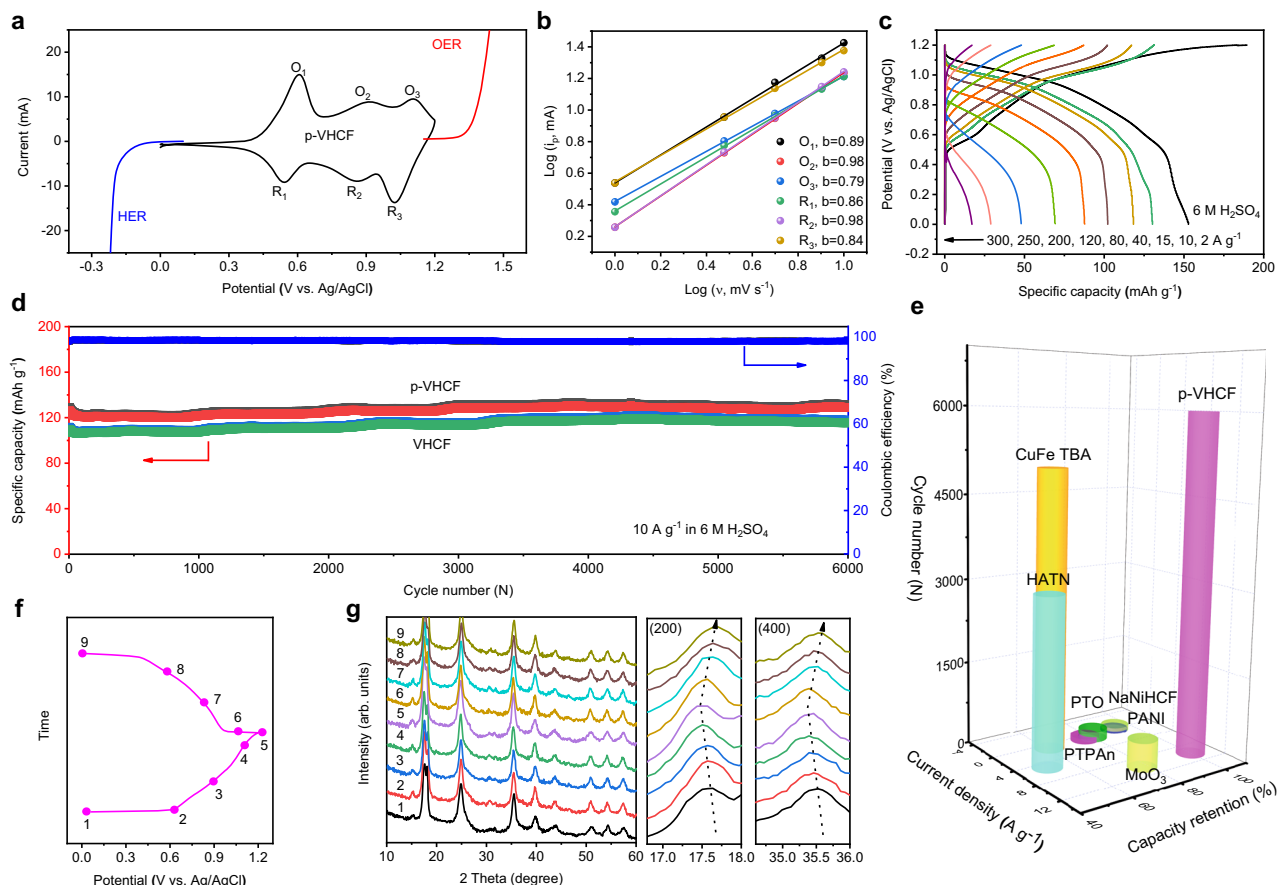 a
Current (mA)
20
10
0
-10
-20
-0.3
0.0
0.3
0.6
0.9
1.2
1.5
Potential (V vs. Ag/AgCl)
OER
O₁
O₂
O₃
p-VHCF
R₁
R₂
R₃
HER
b
Log (iₚ, mA)
1.4
1.2
1.0
0.8
0.6
0.4
0.2
0.0
0.2
0.4
0.6
0.8
1.0
Log (ν, mV s⁻¹)
O₁, b=0.89
O₂, b=0.98
O₃, b=0.79
R₁, b=0.86
R₂, b=0.98
R₃, b=0.84
c
Potential (V vs. Ag/AgCl)
1.2
1.0
0.8
0.6
0.4
0.2
0.0
0
50
100
150
200
Specific capacity (mAh g⁻¹)
6 M H₂SO₄
300, 250, 200, 120, 80, 40, 15, 10, 2 A g⁻¹
d
Specific capacity (mAh g⁻¹)
200
160
120
80
40
0
0
1000
2000
3000
4000
5000
6000
Cycle number (N)
100
80
60
40
20
0
Coulombic efficiency (%)
p-VHCF
VHCF
10 A g⁻¹ in 6 M H₂SO₄
e
Cycle number (N)
6000
4500
3000
1500
0
p-VHCF
CuFe TBA
HATN
PTO
NaNiHCF
PANI
PTPAn
MoO₃
Current density (A g⁻¹)
0
4
8
12
Capacity retention (%)
40
60
80
100
f
Time
9
8
7
6
5
4
3
2
1
0.0
0.3
0.6
0.9
1.2
Potential (V vs. Ag/AgCl)
g
Intensity (arb. units)
9
8
7
6
5
4
3
2
1
10
20
30
40
50
60
2 Theta (degree)
(200)
17.0
17.5
18.0
(400)
35.0
35.5
36.0